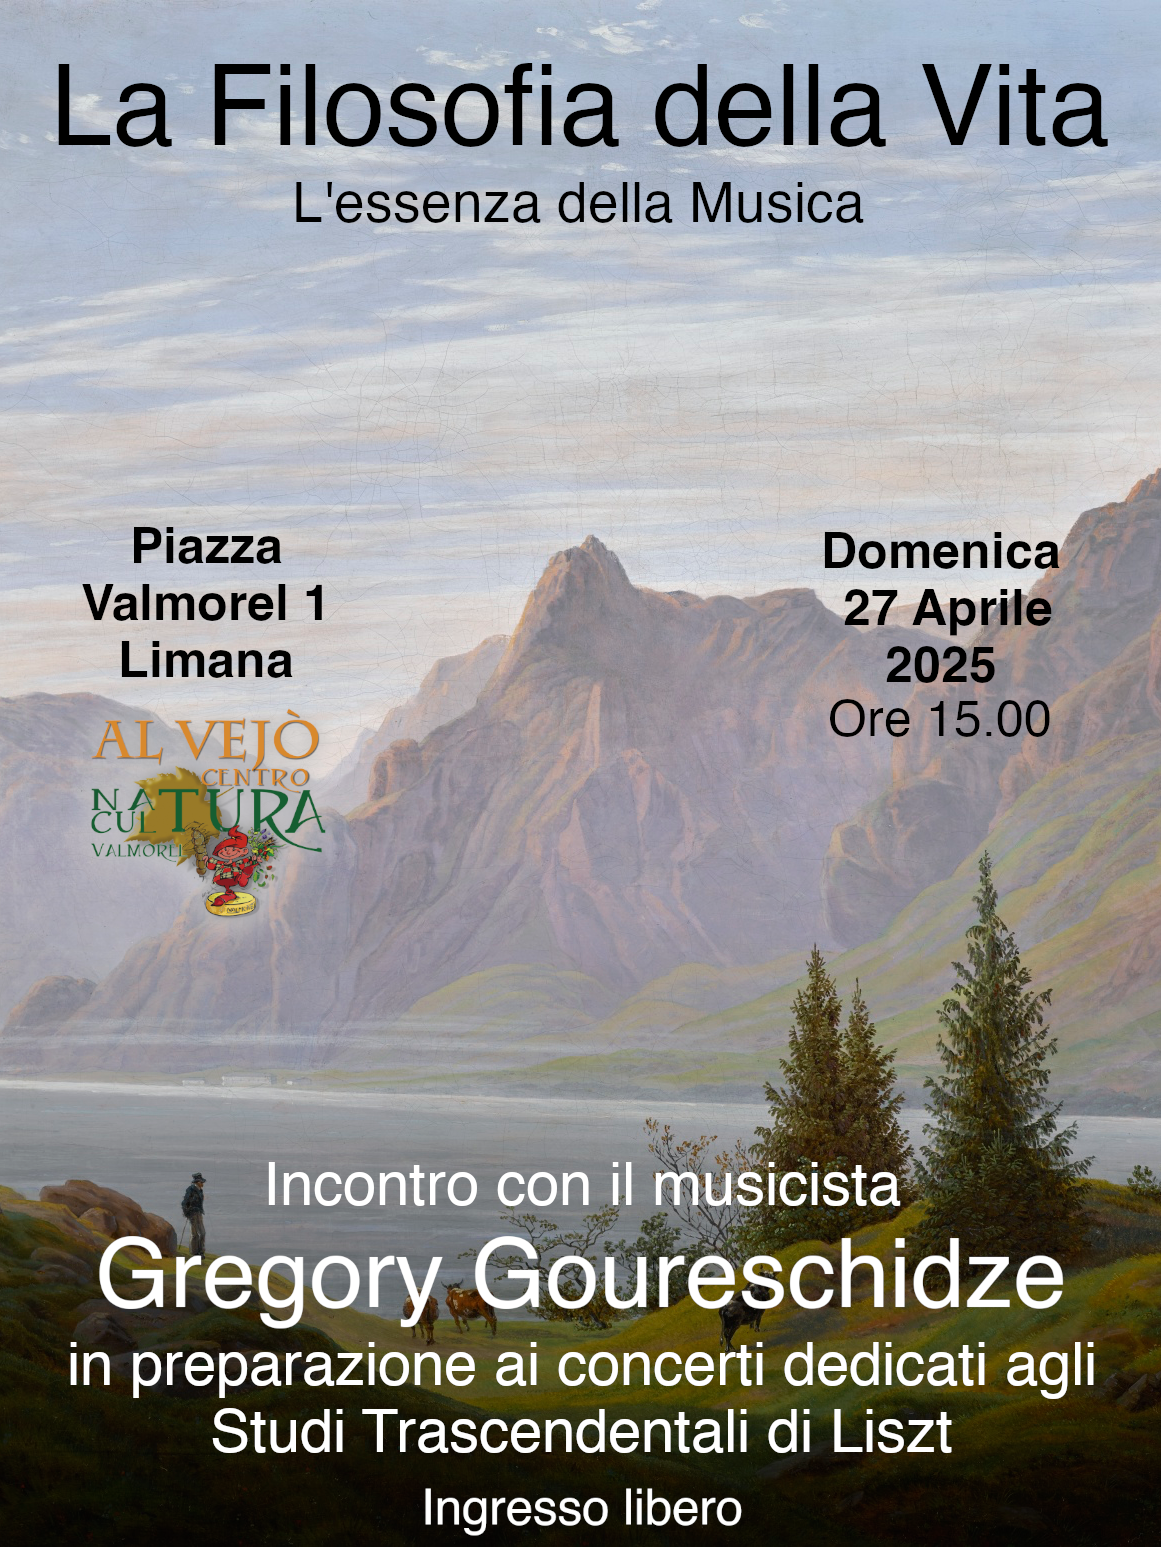 La Filosofia della Vita
L'essenza della Musica
Piazza
Valmorel 1
Limana
Domenica
27 Aprile
2025
Ore 15.00
AL VEJÒ
CENTRO
NATURA
CUL
VALMOREL
Incontro con il musicista
Gregory Goureschidze
in preparazione ai concerti dedicati agli
Studi Trascendentali di Liszt
Ingresso libero